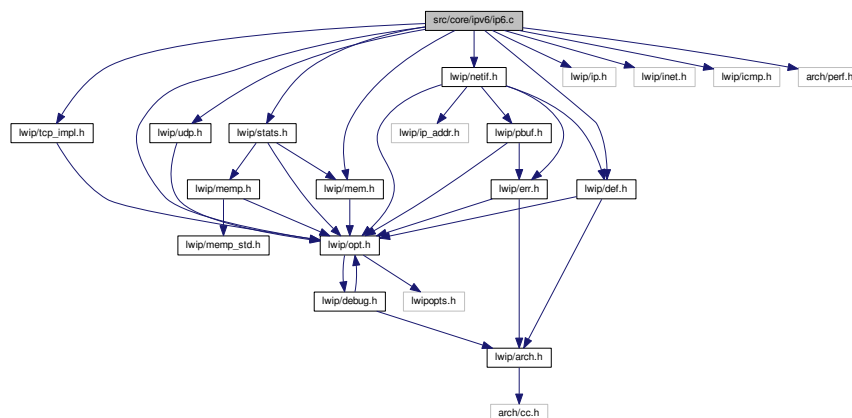 src/core/ipv6/ip6.c
lwip/netif.h
lwip/ip.h
lwip/inet.h
lwip/icmp.h
arch/perf.h
lwip/tcp_impl.h
lwip/udp.h
lwip/stats.h
lwip/ip_addr.h
lwip/pbuf.h
lwip/memp.h
lwip/mem.h
lwip/err.h
lwip/def.h
lwip/memp_std.h
lwip/opt.h
lwip/debug.h
lwipopts.h
lwip/arch.h
arch/cc.h